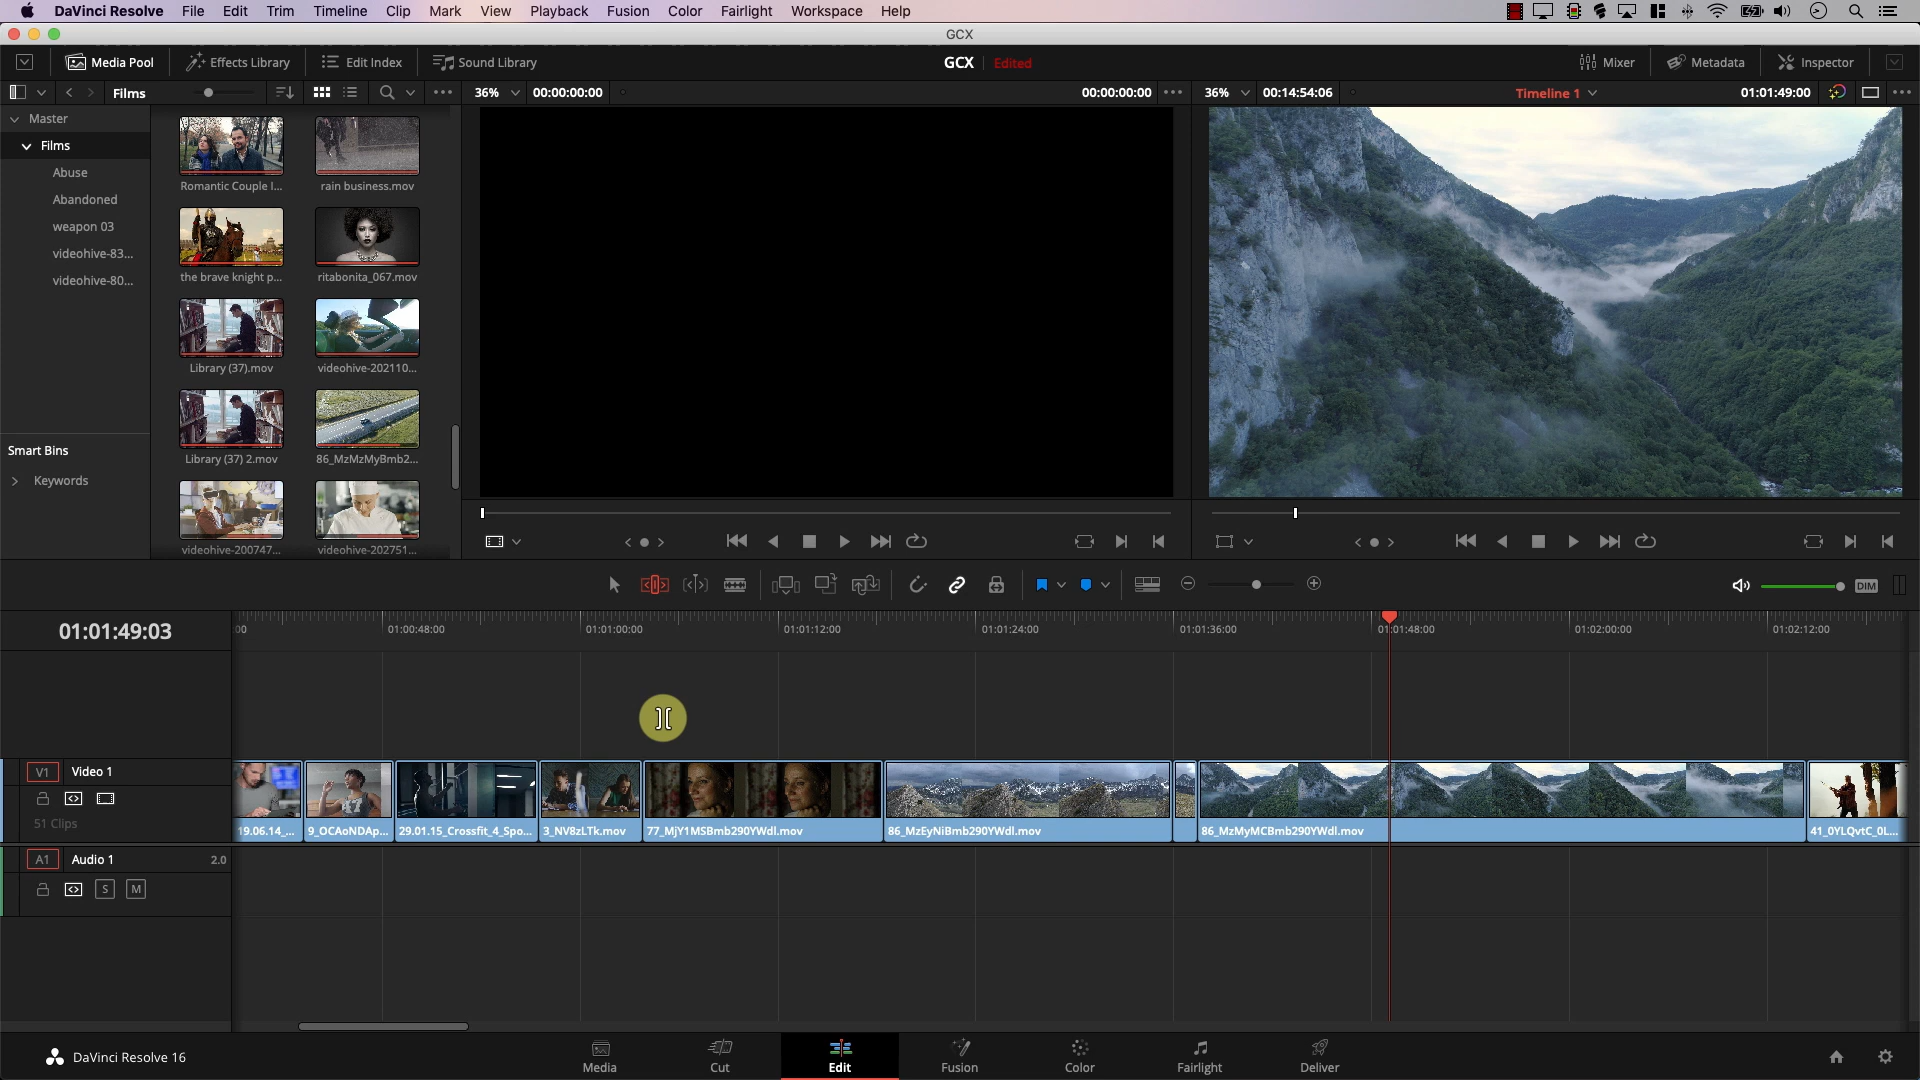 DaVinci Resolve File Edit Trim Timeline Clip Mark View Playback Fusion Color Fairlight Workspace Help
GCX
Media Pool Effects Library Edit Index Sound Library GCX Edited Mixer Metadata Inspector
Films 36% 00:00:00:00 00:00:00:00 36% 00:14:54:06 Timeline 1 01:01:49:00
Master
Films
Abuse
Abandoned
weapon 03
videohive-83...
videohive-80...
Smart Bins
Keywords
Romantic Couple I... rain business.mov
the brave knight p... ritabonita_067.mov
Library (37).mov videohive-202110...
Library (37) 2.mov 86_MzMzMyBmb2...
videohive-200747... videohive-202751...
DIM
01:01:49:03 :00 01:00:48:00 01:01:00:00 01:01:12:00 01:01:24:00 01:01:36:00 01:01:48:00 01:02:00:00 01:02:12:00
V1 Video 1
51 Clips
19.06.14_... 9_OCAoNDAp... 29.01.15_Crossfit_4_Spo... 3_NV8zLTk.mov 77_MjY1MSBmb290YWdl.mov 86_MzEyNiBmb290YWdl.mov 86_MzMyMCBmb290YWdl.mov 41_0YLQvtC_0L...
A1 Audio 1 2.0
S M
DaVinci Resolve 16 Media Cut Edit Fusion Color Fairlight Deliver